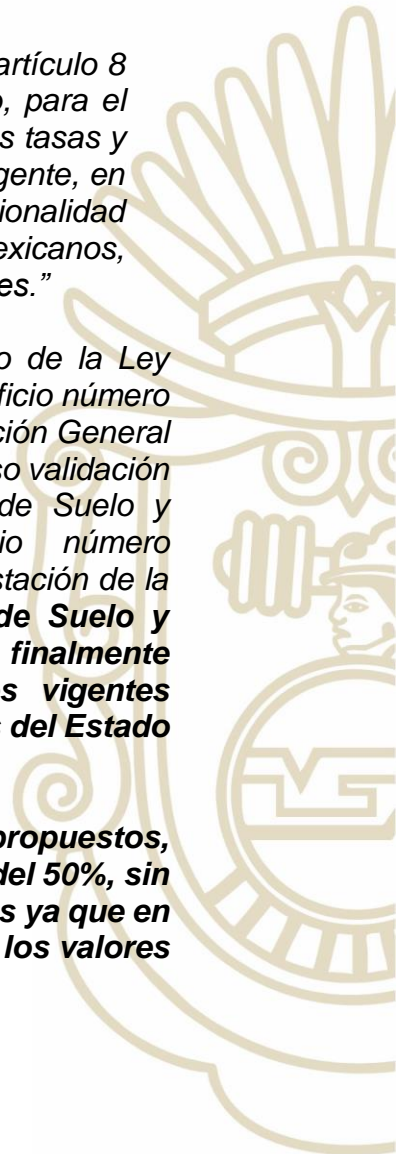 artículo 8
o, para el
s tasas y
gente, en
ionalidad
exicanos,
es.”
o de la Ley
ficio número
ción General
so validación
de Suelo y
io número
stación de la
de Suelo y
finalmente
s vigentes
s del Estado
propuestos,
del 50%, sin
s ya que en
los valores